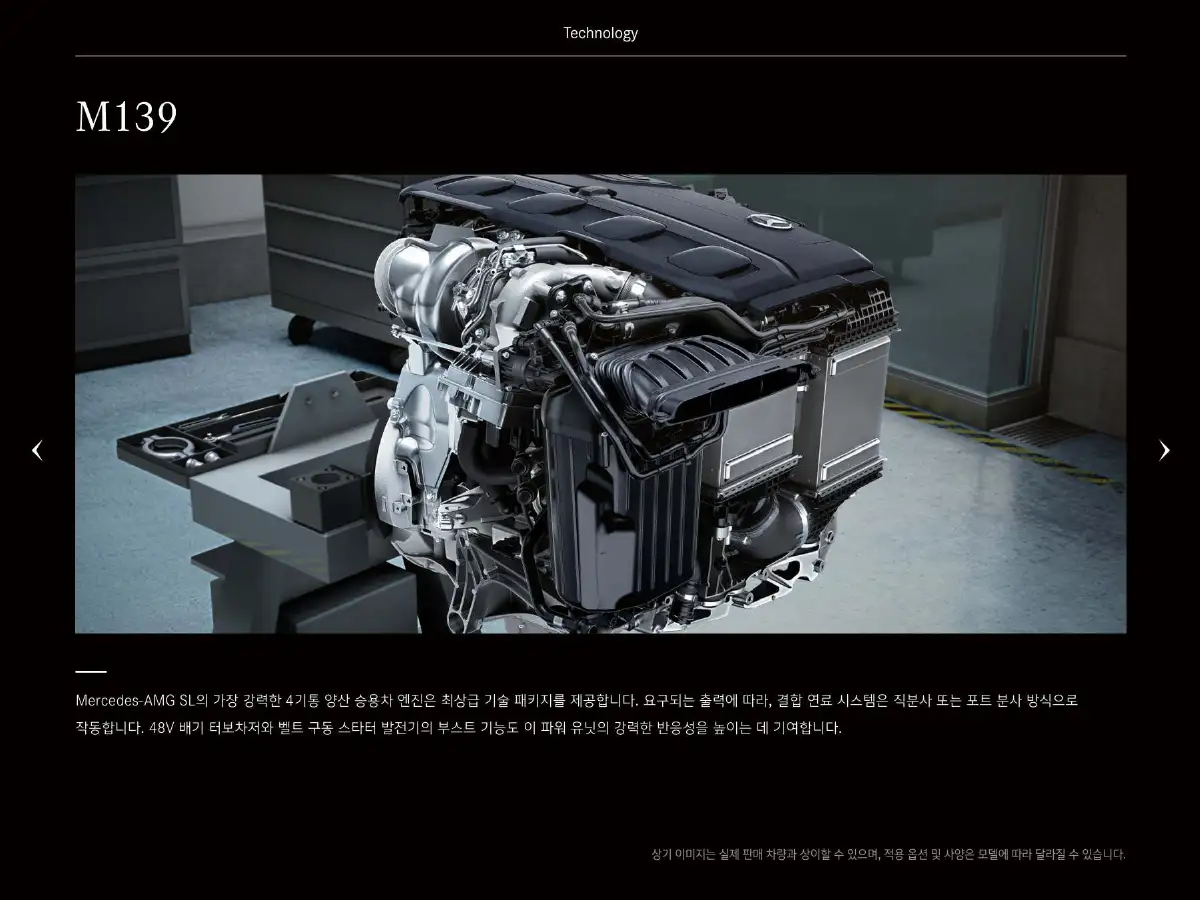 Technology
M139
Mercedes-AMG SL의 가장 강력한 4기통 양산 승용차 엔진은 최상급 기술 패키지를 제공합니다. 요구되는 출력에 따라, 결합 연료 시스템은 직분사 또는 포트 분사 방식으로
작동합니다. 48V 배기 터보차저와 벨트 구동 스타터 발전기의 부스트 기능도 이 파워 유닛의 강력한 반응성을 높이는 데 기여합니다.
상기 이미지는 실제 판매 차량과 상이할 수 있으며, 적용 옵션 및 사양은 모델에 따라 달라질 수 있습니다.